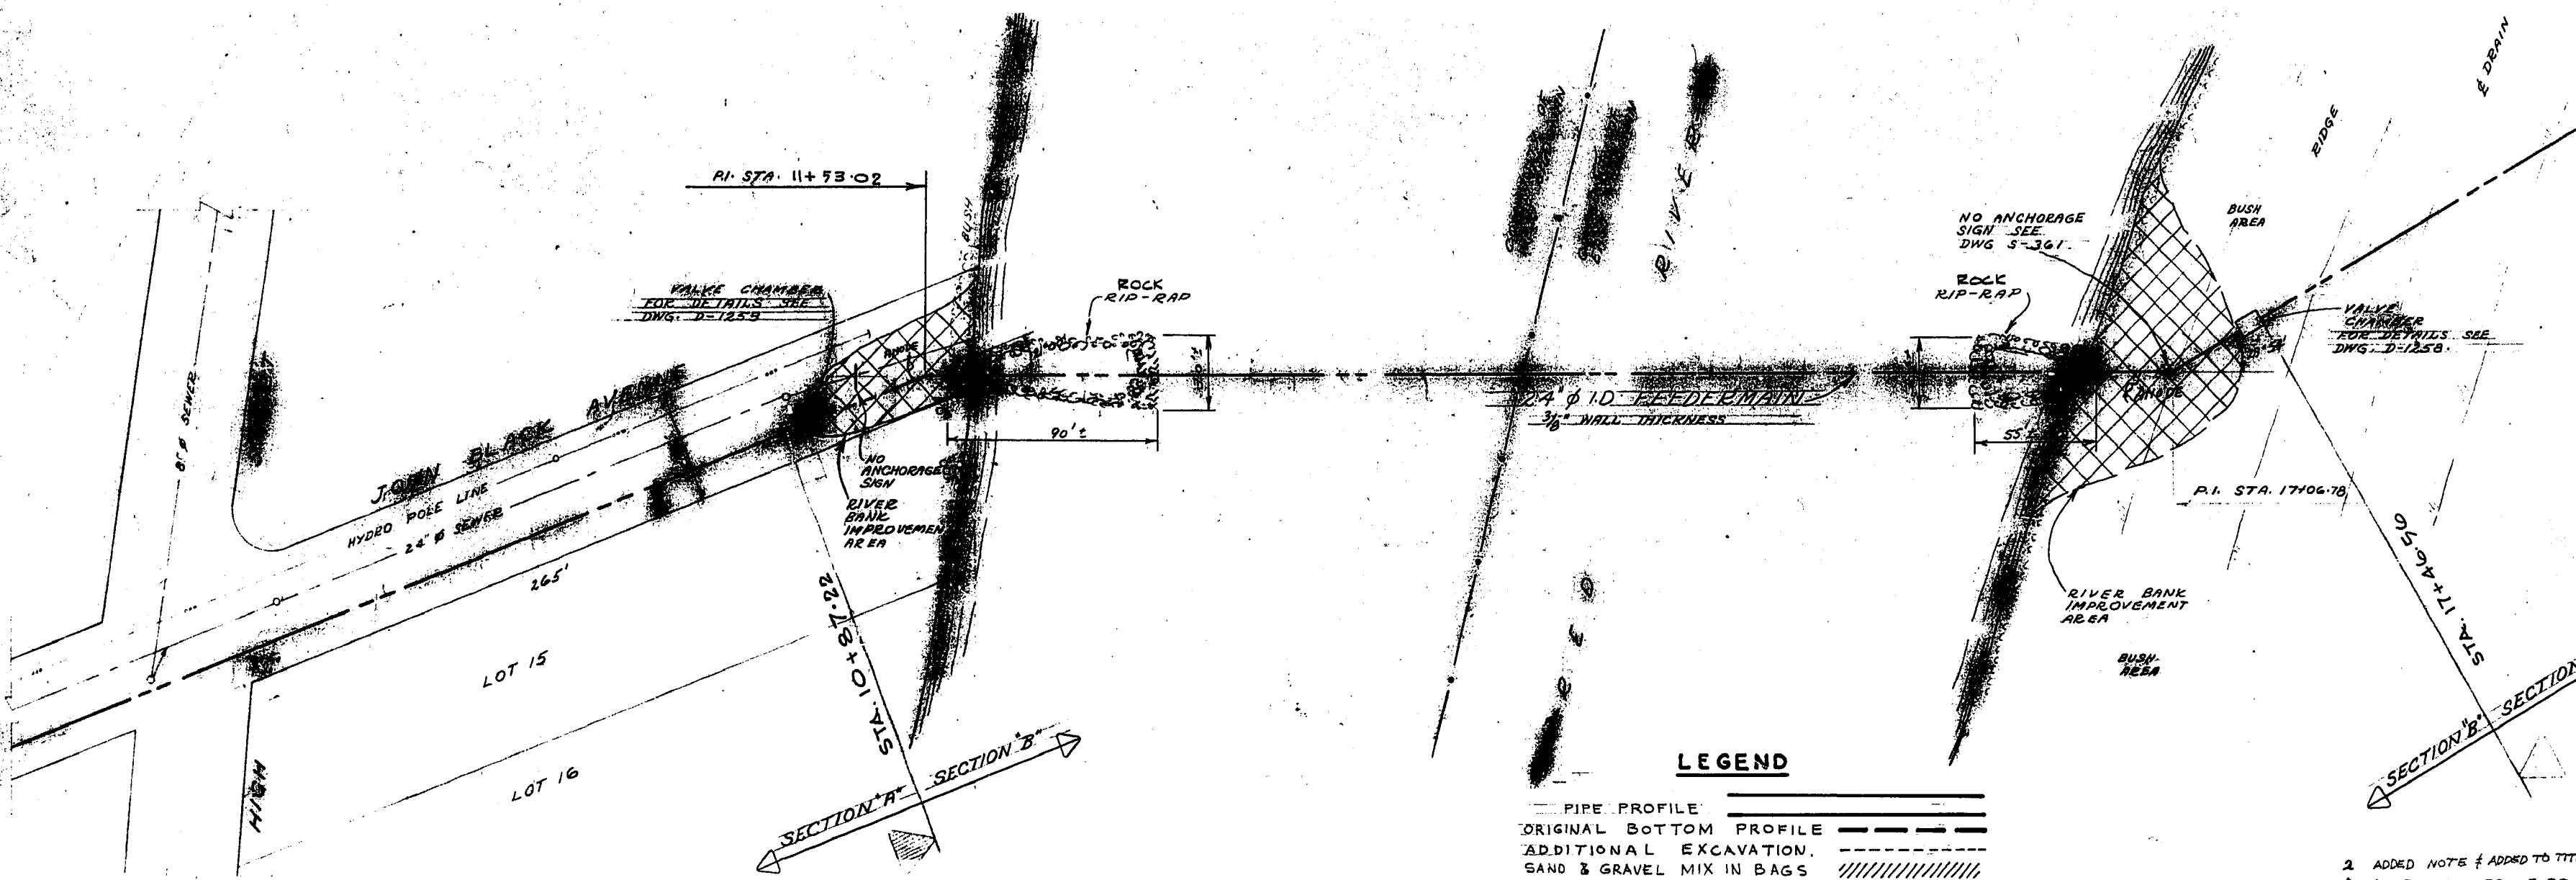 P.I. STA. 11+53.02
VALVE CHAMBER
FOR DETAILS SEE
DWG. D-1259
BUSH
ROCK
RIP-RAP
ANODE
90'±
NO
ANCHORAGE
SIGN
RIVER
BANK
IMPROVEMENT
AREA
8" Ø SEWER
JOHN BLACK AVENUE
HYDRO POLE LINE
24" Ø SEWER
265'
LOT 15
LOT 16
STA. 10+87.22
SECTION "A"
SECTION "B"
RIVER
RED
24" Ø I.D. FEEDERMAIN
3/8" WALL THICKNESS
NO ANCHORAGE
SIGN SEE
DWG S-361.
ROCK
RIP-RAP
55'±
ANODE
BUSH
AREA
RIDGE
℄ DRAIN
VALVE
CHAMBER
FOR DETAILS SEE
DWG: D-1258.
P.I. STA. 17+06.78
RIVER BANK
IMPROVEMENT
AREA
BUSH
AREA
STA. 17+46.56
SECTION "B"
SECTION
LEGEND
PIPE PROFILE
ORIGINAL BOTTOM PROFILE
ADDITIONAL EXCAVATION.
SAND & GRAVEL MIX IN BAGS
2 ADDED NOTE & ADDED TO